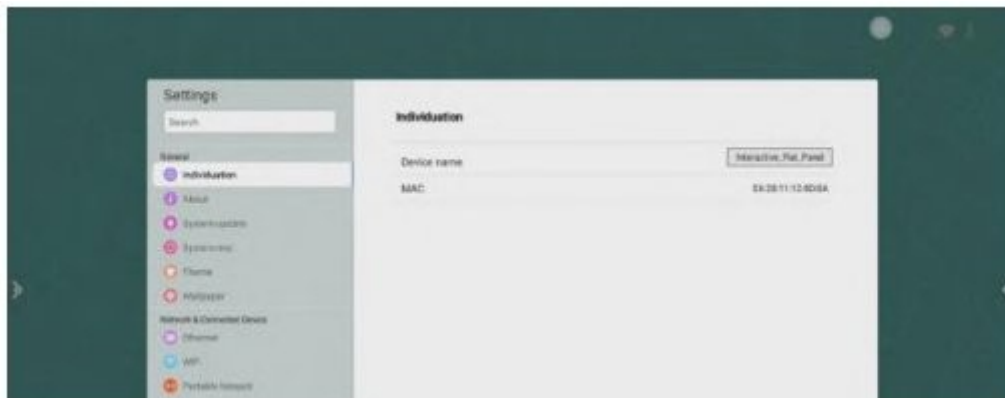 Settings
Search
General
Individuation
About
System update
Theme
Wallpaper
Network & Connected Device
Ethernet
WiFi
Portable hotspot
Individuation
Device name
Interactive_Flat_Panel
MAC